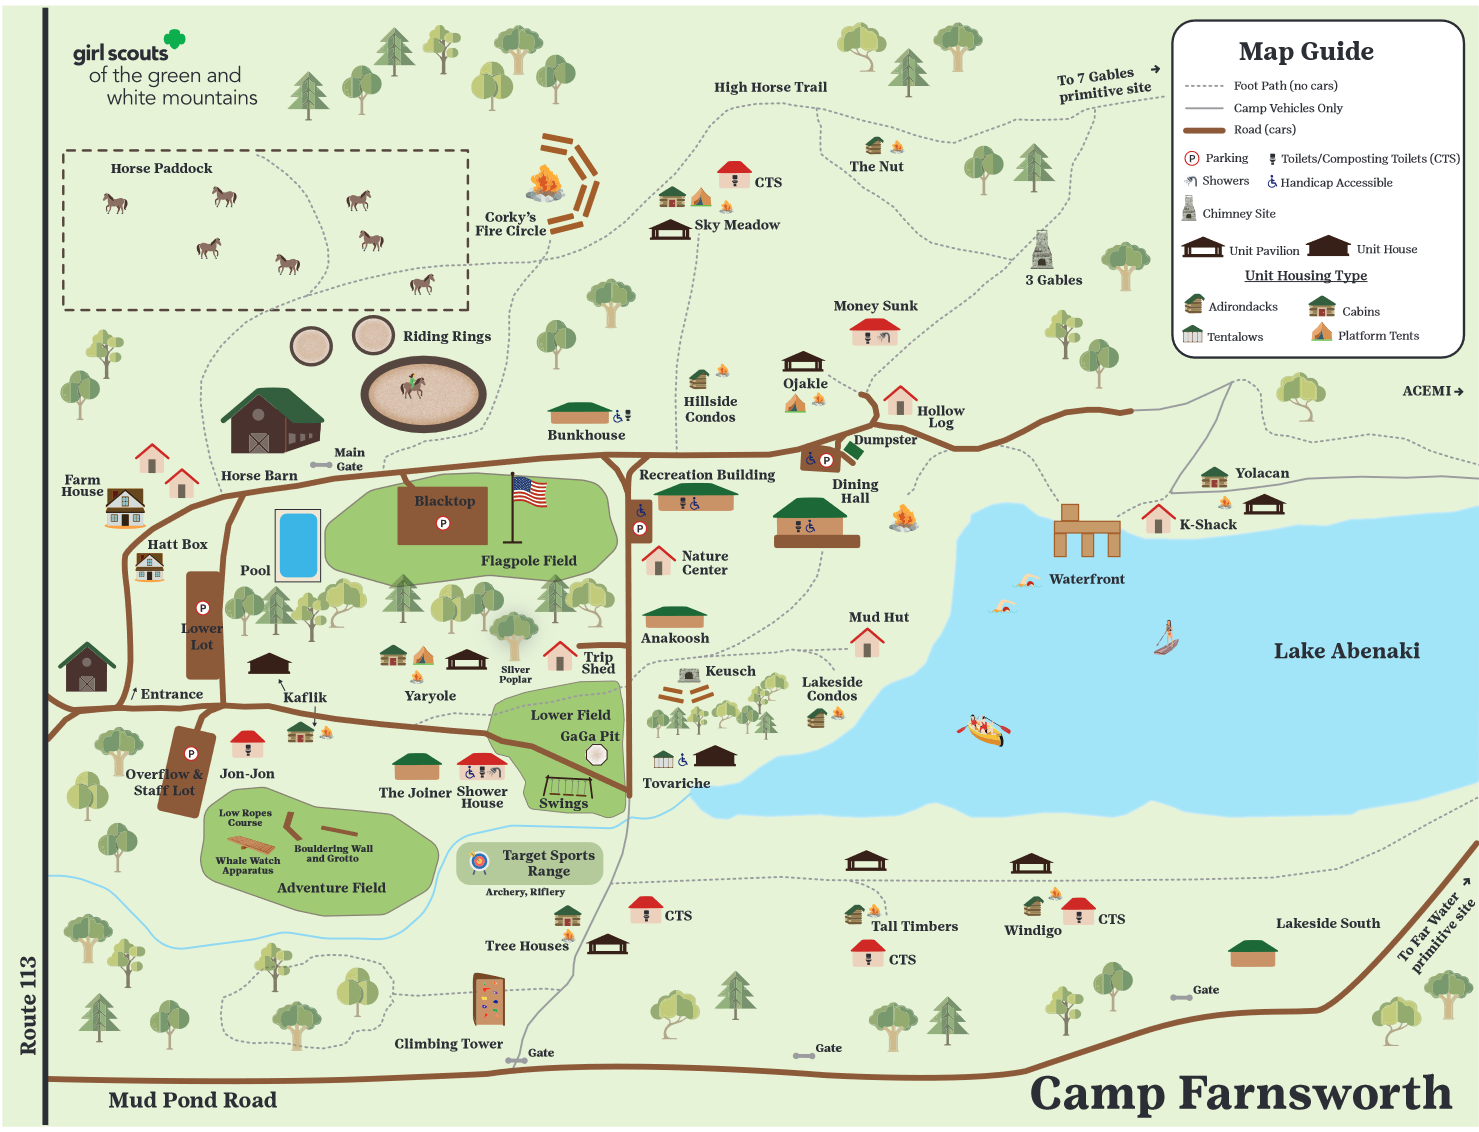 girl scouts
of the green and
white mountains
High Horse Trail
To 7 Gables
primitive site
Map Guide
Foot Path (no cars)
Camp Vehicles Only
Road (cars)
P
Parking
Toilets/Composting Toilets (CTS)
Showers
Handicap Accessible
Chimney Site
Unit Pavilion
Unit House
Unit Housing Type
Adirondacks
Cabins
Tentalows
Platform Tents
Horse Paddock
Corky's
Fire Circle
CTS
Sky Meadow
The Nut
3 Gables
Riding Rings
Money Sunk
Ojakle
Hillside
Condos
Hollow
Log
ACEMI
Bunkhouse
Dumpster
Main
Gate
Horse Barn
Farm
House
P
Dining
Hall
Recreation Building
Yolacan
K-Shack
Blacktop
P
P
Flagpole Field
Hatt Box
Pool
Nature
Center
Waterfront
P
Lower
Lot
Anakoosh
Mud Hut
Lake Abenaki
Trip
Shed
Silver
Poplar
Keusch
Lakeside
Condos
Entrance
Kaflik
Yaryole
Lower Field
GaGa Pit
P
Overflow &
Staff Lot
Jon-Jon
The Joiner
Shower
House
Swings
Tovariche
Low Ropes
Course
Bouldering Wall
and Grotto
Whale Watch
Apparatus
Adventure Field
Target Sports
Range
Archery, Riflery
CTS
Tree Houses
Tall Timbers
CTS
Windigo
CTS
Lakeside South
To Far Water
primitive site
Gate
Climbing Tower
Gate
Gate
Route 113
Mud Pond Road
Camp Farnsworth